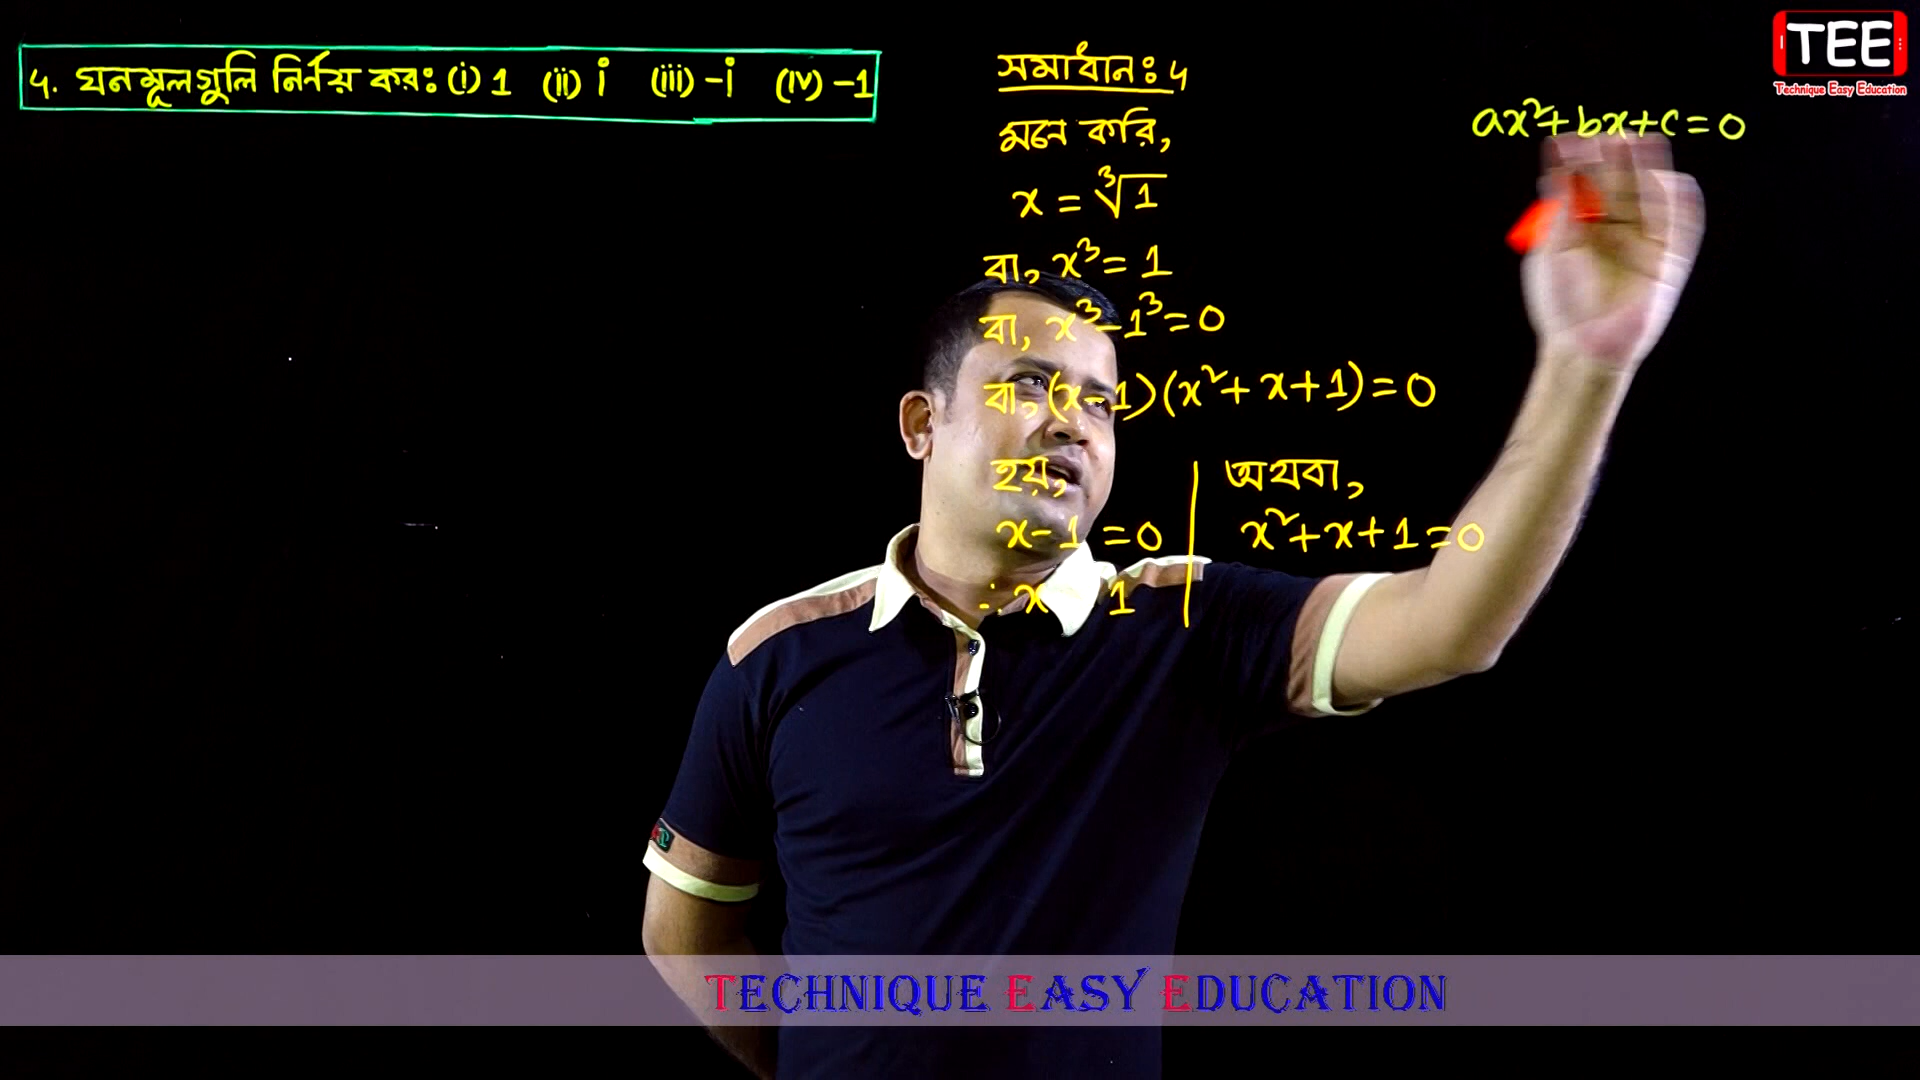 ৫. ঘনমূলগুলি নির্ণয় কর: (i) 1 (ii) i (iii) -i (iv) -1
সমাধান: ৫
মনে করি,
x = ∛1
বা, x³ = 1
বা, x³ - 1³ = 0
বা, (x-1)(x² + x + 1) = 0
হয়,
x - 1 = 0
∴ x = 1
অথবা,
x² + x + 1 = 0
ax² + bx + c = 0
TEE
Technique Easy Education
TECHNIQUE EASY EDUCATION